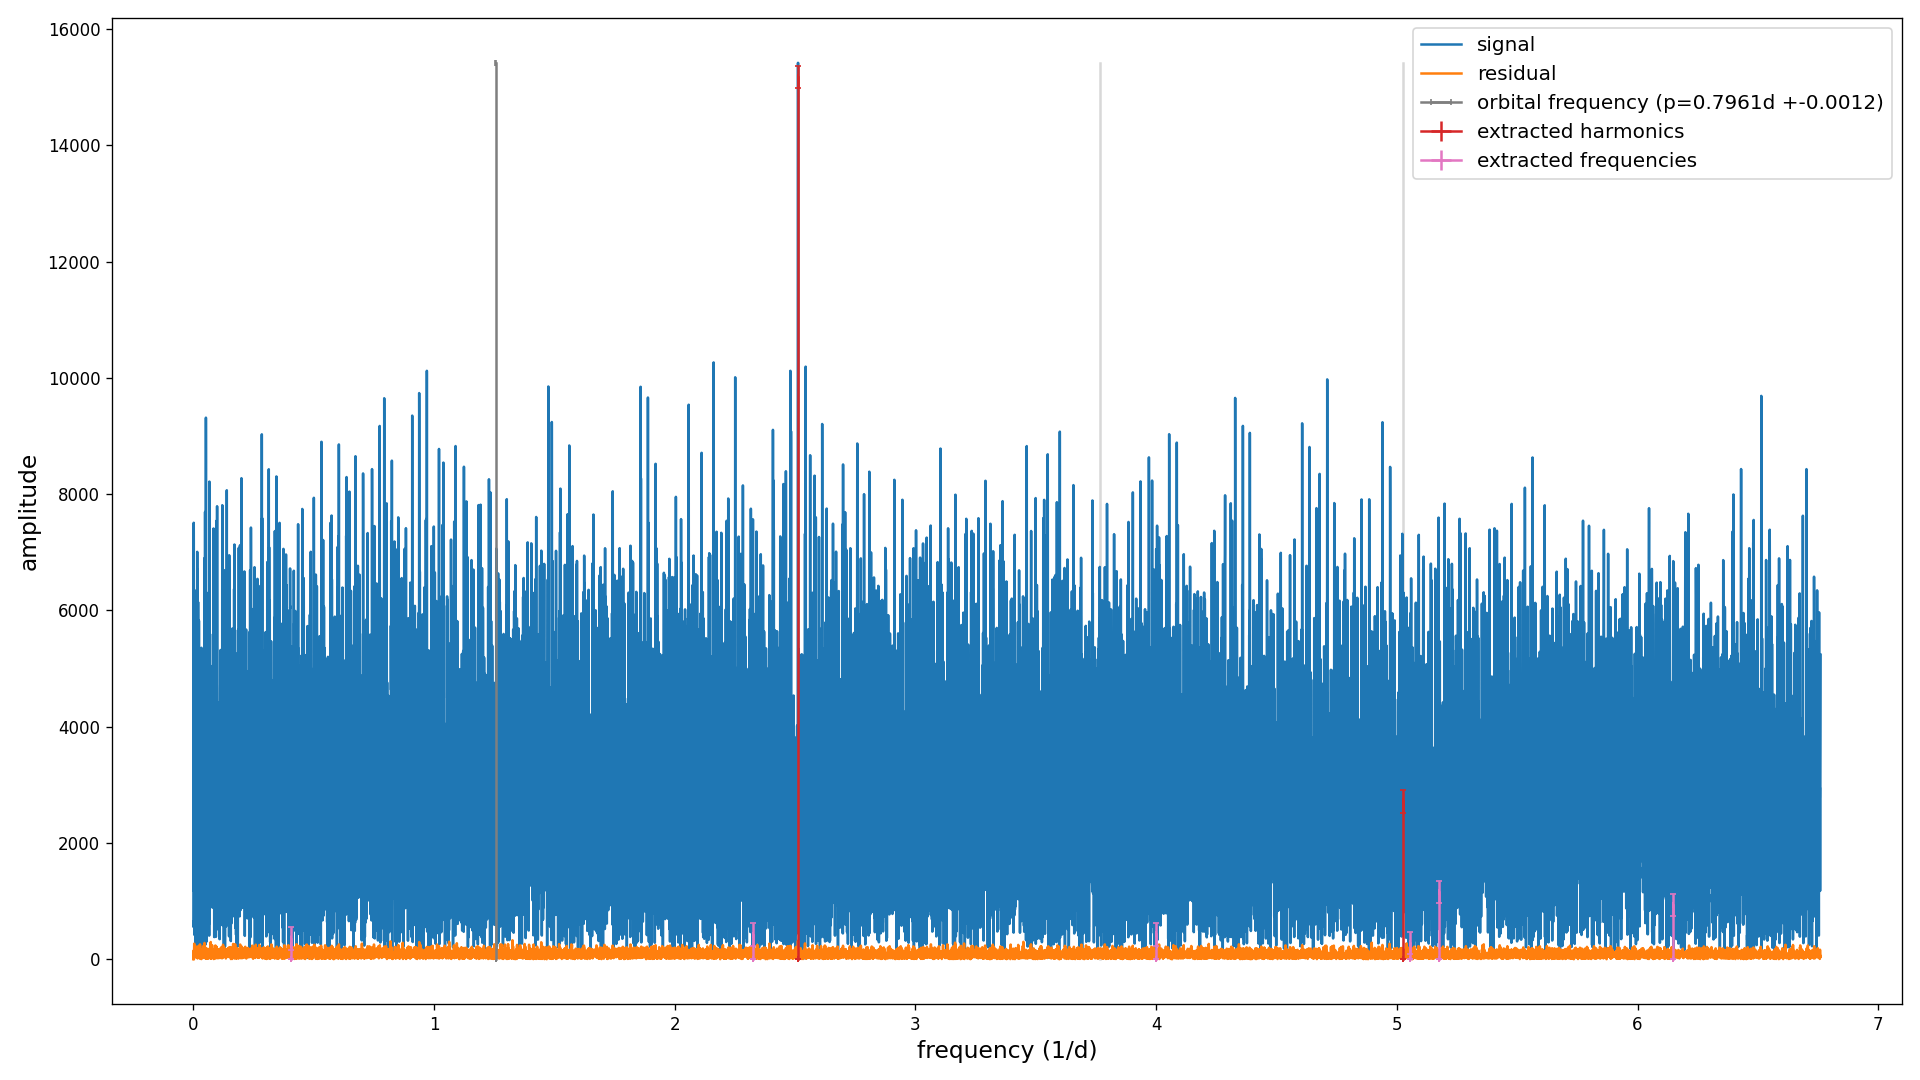 16000
14000
12000
10000
8000
6000
4000
2000
0
amplitude
signal
residual
orbital frequency (p=0.7961d +-0.0012)
extracted harmonics
extracted frequencies
0 1 2 3 4 5 6 7
frequency (1/d)